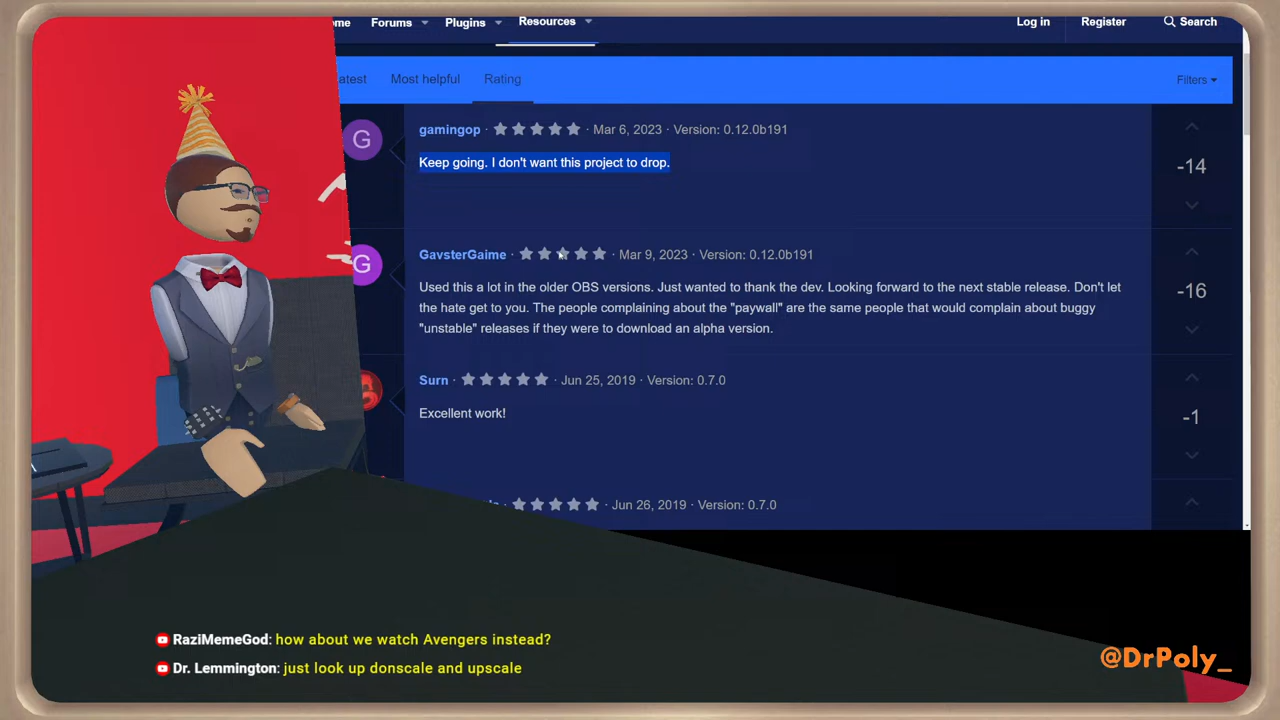 Forums Plugins Resources Log in Register Search
Most helpful Rating Filters
G
gamingop · Mar 6, 2023 · Version: 0.12.0b191
Keep going. I don't want this project to drop.
-14
G
GavsterGaime · Mar 9, 2023 · Version: 0.12.0b191
Used this a lot in the older OBS versions. Just wanted to thank the dev. Looking forward to the next stable release. Don't let
the hate get to you. The people complaining about the "paywall" are the same people that would complain about buggy
"unstable" releases if they were to download an alpha version.
-16
Surn · Jun 25, 2019 · Version: 0.7.0
Excellent work!
-1
· Jun 26, 2019 · Version: 0.7.0
RaziMemeGod: how about we watch Avengers instead?
Dr. Lemmington: just look up donscale and upscale
@DrPoly_